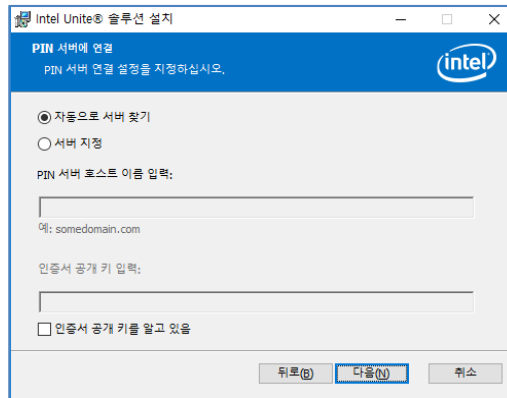 Intel Unite® 솔루션 설치
PIN 서버에 연결
PIN 서버 연결 설정을 지정하십시오.
intel
자동으로 서버 찾기
서버 지정
PIN 서버 호스트 이름 입력:
예: somedomain.com
인증서 공개 키 입력:
인증서 공개 키를 알고 있음
뒤로(B) 다음(N) 취소